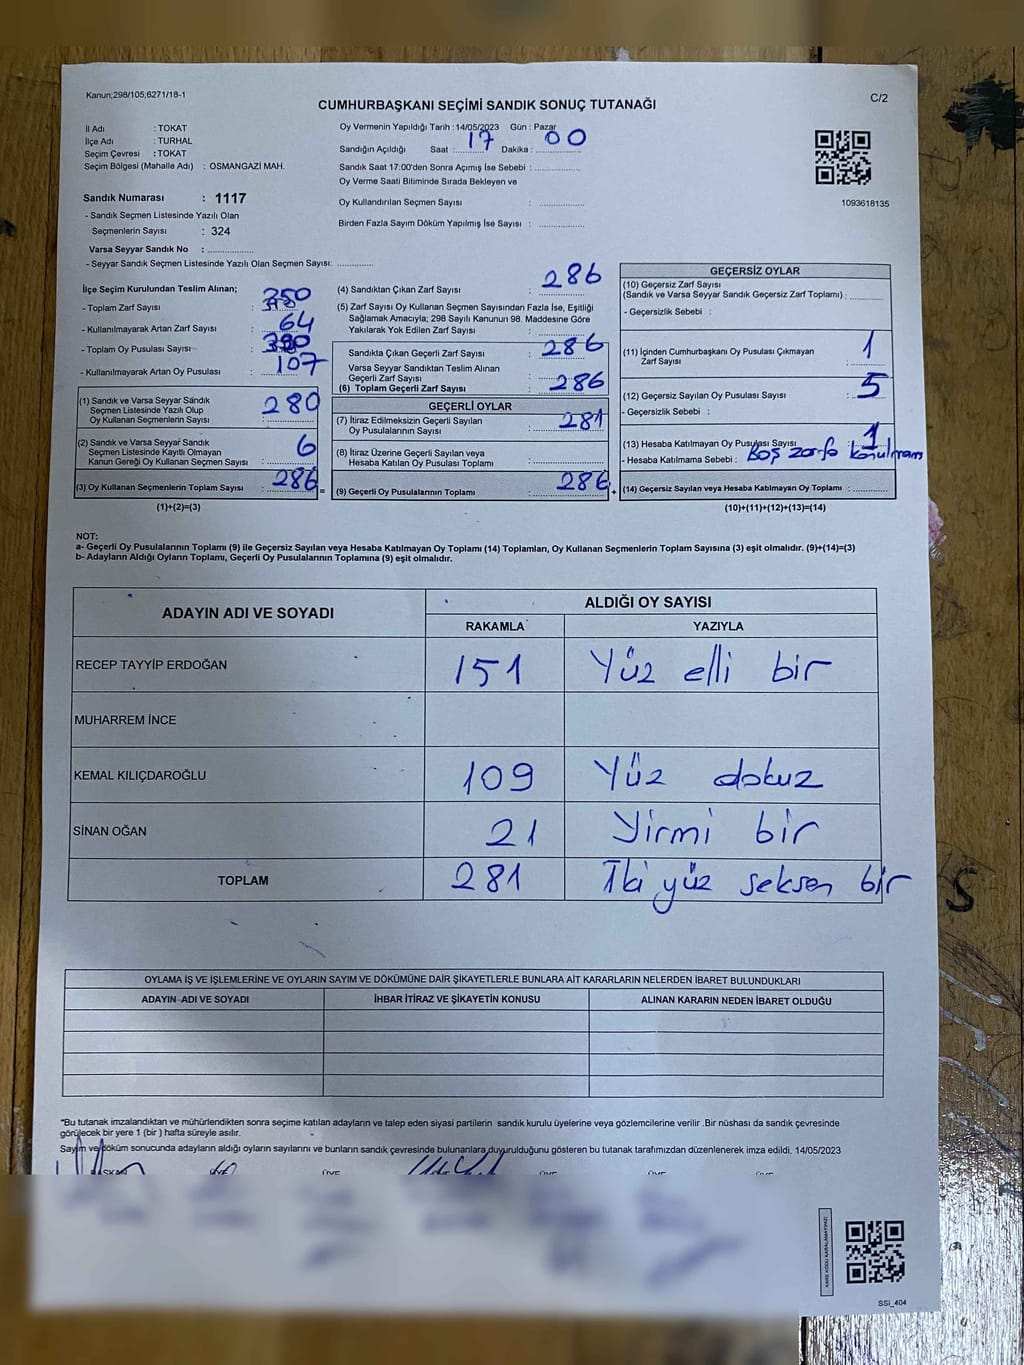 Kanun;298/105;6271/18-1
CUMHURBAŞKANI SEÇİMİ SANDIK SONUÇ TUTANAĞI
C/2
İl Adı : TOKAT
İlçe Adı : TURHAL
Seçim Çevresi : TOKAT
Seçim Bölgesi (Mahalle Adı) : OSMANGAZİ MAH.
Oy Vermenin Yapıldığı Tarih :14/05/2023 Gün : Pazar
Sandığın Açıldığı Saat : 17 Dakika : 00
Sandık Saat 17:00'den Sonra Açımış İse Sebebi :
Oy Verme Saati Bitiminde Sırada Bekleyen ve
Oy Kullandırılan Seçmen Sayısı :
Birden Fazla Sayım Döküm Yapılmış İse Sayısı :
1093618135
Sandık Numarası : 1117
- Sandık Seçmen Listesinde Yazılı Olan
Seçmenlerin Sayısı : 324
Varsa Seyyar Sandık No :
- Seyyar Sandık Seçmen Listesinde Yazılı Olan Seçmen Sayısı:
İlçe Seçim Kurulundan Teslim Alınan;
- Toplam Zarf Sayısı : 350
- Kullanılmayarak Artan Zarf Sayısı : 64
- Toplam Oy Pusulası Sayısı :
- Kullanılmayarak Artan Oy Pusulası : 107
(1) Sandık ve Varsa Seyyar Sandık
Seçmen Listesinde Yazılı Olup
Oy Kullanan Seçmenlerin Sayısı : 280
(2) Sandık ve Varsa Seyyar Sandık
Seçmen Listesinde Kayıtlı Olmayan
Kanun Gereği Oy Kullanan Seçmen Sayısı : 6
(3) Oy Kullanan Seçmenlerin Toplam Sayısı : 286 =
(1)+(2)=(3)
(4) Sandıktan Çıkan Zarf Sayısı : 286
(5) Zarf Sayısı Oy Kullanan Seçmen Sayısından Fazla İse, Eşitliği
Sağlamak Amacıyla; 298 Sayılı Kanunun 98. Maddesine Göre
Yakılarak Yok Edilen Zarf Sayısı :
Sandıkta Çıkan Geçerli Zarf Sayısı : 286
Varsa Seyyar Sandıktan Teslim Alınan
Geçerli Zarf Sayısı :
(6) Toplam Geçerli Zarf Sayısı : 286
GEÇERLİ OYLAR
(7) İtiraz Edilmeksizin Geçerli Sayılan
Oy Pusulalarının Sayısı : 281
(8) İtiraz Üzerine Geçerli Sayılan veya
Hesaba Katılan Oy Pusulası Toplamı :
(9) Geçerli Oy Pusulalarının Toplamı : 286 +
GEÇERSİZ OYLAR
(10) Geçersiz Zarf Sayısı
(Sandık ve Varsa Seyyar Sandık Geçersiz Zarf Toplamı) :
- Geçersizlik Sebebi :
(11) İçinden Cumhurbaşkanı Oy Pusulası Çıkmayan
Zarf Sayısı : 1
(12) Geçersiz Sayılan Oy Pusulası Sayısı : 5
- Geçersizlik Sebebi :
(13) Hesaba Katılmayan Oy Pusulası Sayısı : 1
- Hesaba Katılmama Sebebi : Boş zarfa
(14) Geçersiz Sayılan veya Hesaba Katılmayan Oy Toplamı :
(10)+(11)+(12)+(13)=(14)
NOT:
a- Geçerli Oy Pusulalarının Toplamı (9) ile Geçersiz Sayılan veya Hesaba Katılmayan Oy Toplamı (14) Toplamları, Oy Kullanan Seçmenlerin Toplam Sayısına (3) eşit olmalıdır. (9)+(14)=(3)
b- Adayların Aldığı Oyların Toplamı, Geçerli Oy Pusulalarının Toplamına (9) eşit olmalıdır.
ADAYIN ADI VE SOYADI
ALDIĞI OY SAYISI
RAKAMLA YAZIYLA
RECEP TAYYİP ERDOĞAN 151 Yüz elli bir
MUHARREM İNCE
KEMAL KILIÇDAROĞLU 109 Yüz dokuz
SİNAN OĞAN 21 Yirmi bir
TOPLAM 281 İki yüz seksen bir
OYLAMA İŞ VE İŞLEMLERİNE VE OYLARIN SAYIM VE DÖKÜMÜNE DAİR ŞİKAYETLERLE BUNLARA AİT KARARLARIN NELERDEN İBARET BULUNDUKLARI
ADAYIN ADI VE SOYADI İHBAR İTİRAZ VE ŞİKAYETİN KONUSU ALINAN KARARIN NEDEN İBARET OLDUĞU
*Bu tutanak imzalandıktan ve mühürlendikten sonra seçime katılan adayların ve talep eden siyasi partilerin sandık kurulu üyelerine veya gözlemcilerine verilir .Bir nüshası da sandık çevresinde
görülecek bir yere 1 (bir ) hafta süreyle asılır.
Sayım ve döküm sonucunda adayların aldığı oyların sayılarını ve bunların sandık çevresinde bulunanlara duyurulduğunu gösteren bu tutanak tarafımızdan düzenlenerek imza edildi. 14/05/2023
KARE KODU KARALAMAYINIZ!
SSİ_404